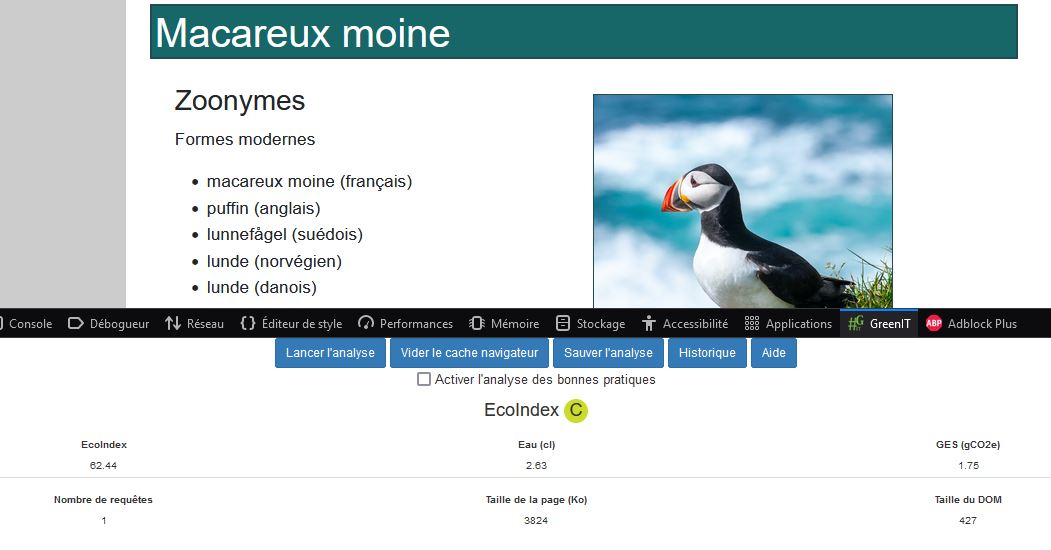 Macareux moine
Zoonymes
Formes modernes
macareux moine (français)
puffin (anglais)
lunnefågel (suédois)
lunde (norvégien)
lunde (danois)
Console Débogueur Réseau Éditeur de style Performances Mémoire Stockage Accessibilité Applications GreenIT ABP Adblock Plus
Lancer l'analyse Vider le cache navigateur Sauver l'analyse Historique Aide
Activer l'analyse des bonnes pratiques
EcoIndex C
EcoIndex Eau (cl) GES (gCO2e)
62.44 2.63 1.75
Nombre de requêtes Taille de la page (Ko) Taille du DOM
1 3824 427